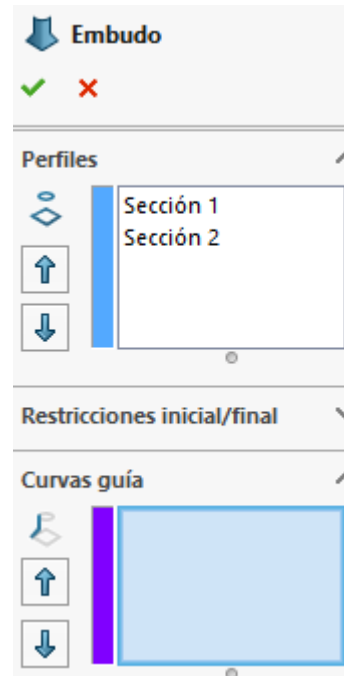 Embudo
Perfiles
Sección 1
Sección 2
Restricciones inicial/final
Curvas guía